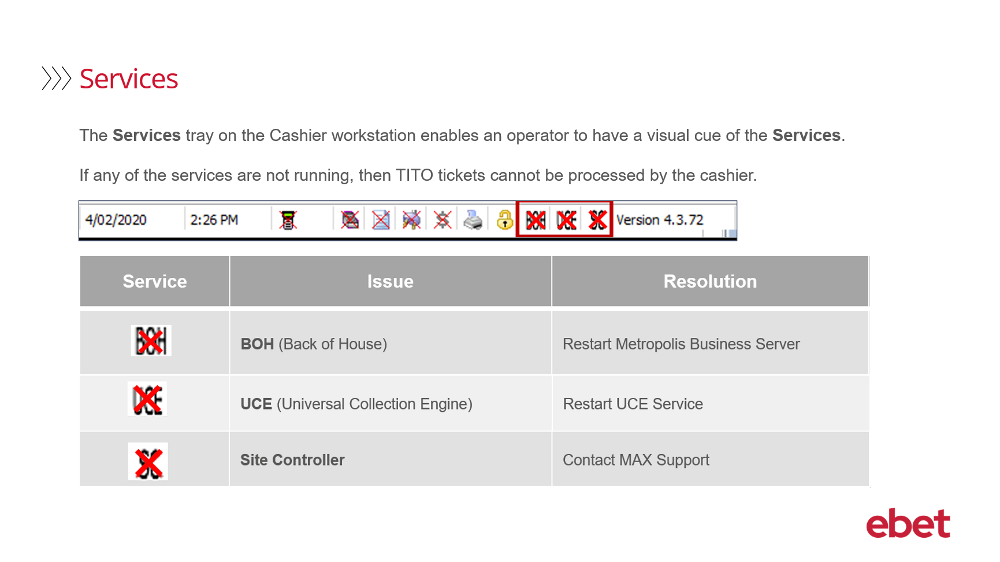 Services
The Services tray on the Cashier workstation enables an operator to have a visual cue of the Services.
If any of the services are not running, then TITO tickets cannot be processed by the cashier.
4/02/2020 2:26 PM BOH UCE SC Version 4.3.72
Service Issue Resolution
BOH BOH (Back of House) Restart Metropolis Business Server
UCE UCE (Universal Collection Engine) Restart UCE Service
SC Site Controller Contact MAX Support
ebet